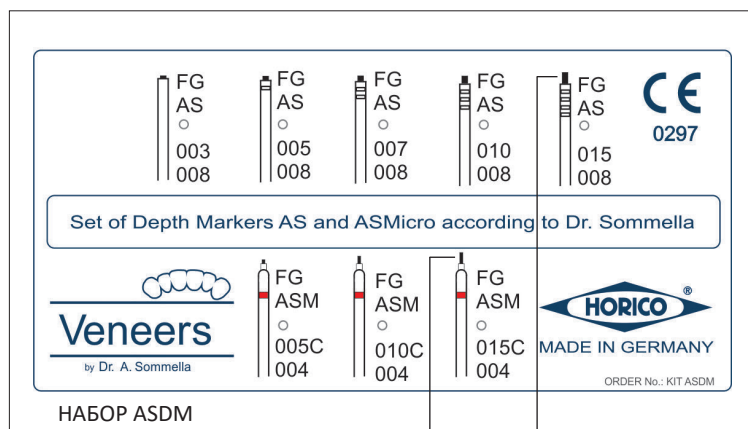 FG FG FG FG FG
AS AS AS AS AS
003 005 007 010 015
008 008 008 008 008
CE
0297
Set of Depth Markers AS and ASMicro according to Dr. Sommella
FG FG FG
ASM ASM ASM
005C 010C 015C
004 004 004
Veneers
by Dr. A. Sommella
HORICO ®
MADE IN GERMANY
ORDER No.: KIT ASDM
НАБОР ASDM